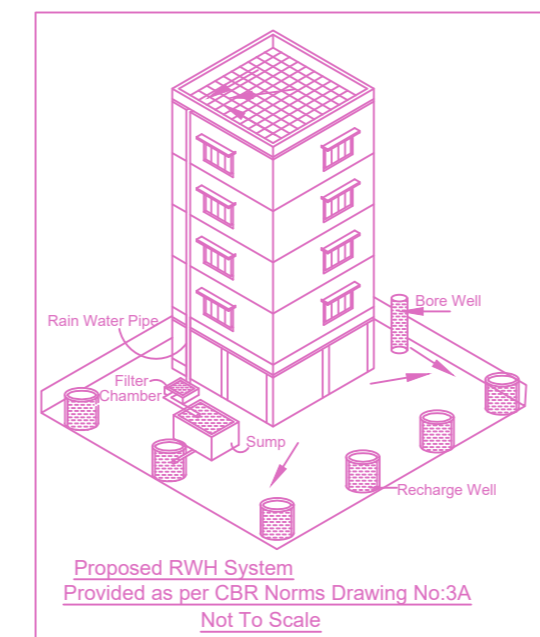 Bore Well
Rain Water Pipe
Filter
Chamber
Sump
Recharge Well
Proposed RWH System
Provided as per CBR Norms Drawing No:3A
Not To Scale